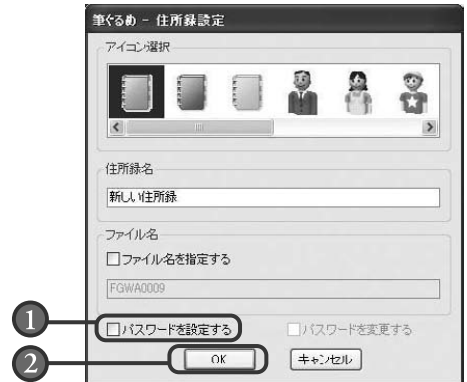 筆ぐるめ - 住所録設定
アイコン選択
住所録名
新しい住所録
ファイル名
□ファイル名を指定する
FGWA0009
1 □パスワードを設定する □パスワードを変更する
2 OK キャンセル